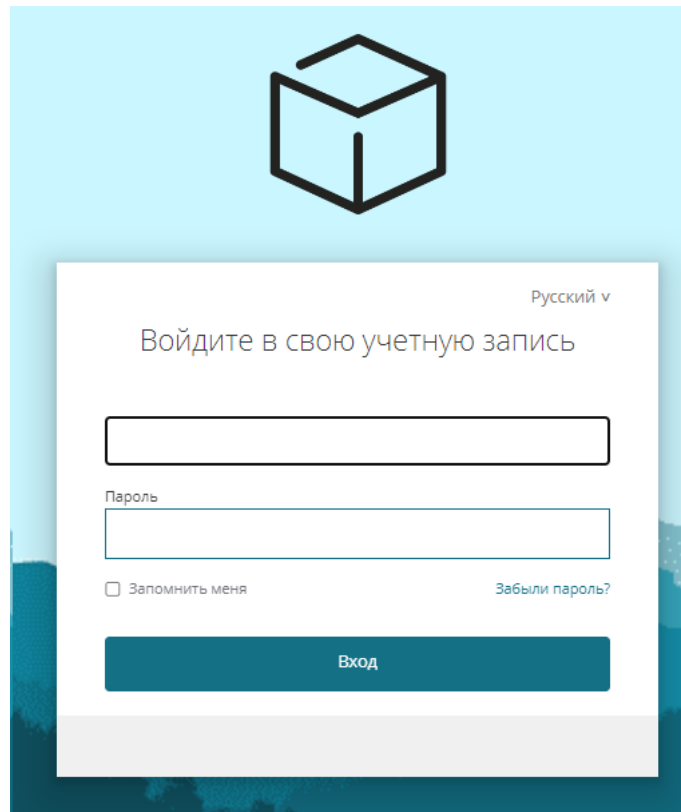 Русский v
Войдите в свою учетную запись
Пароль
Запомнить меня
Забыли пароль?
Вход